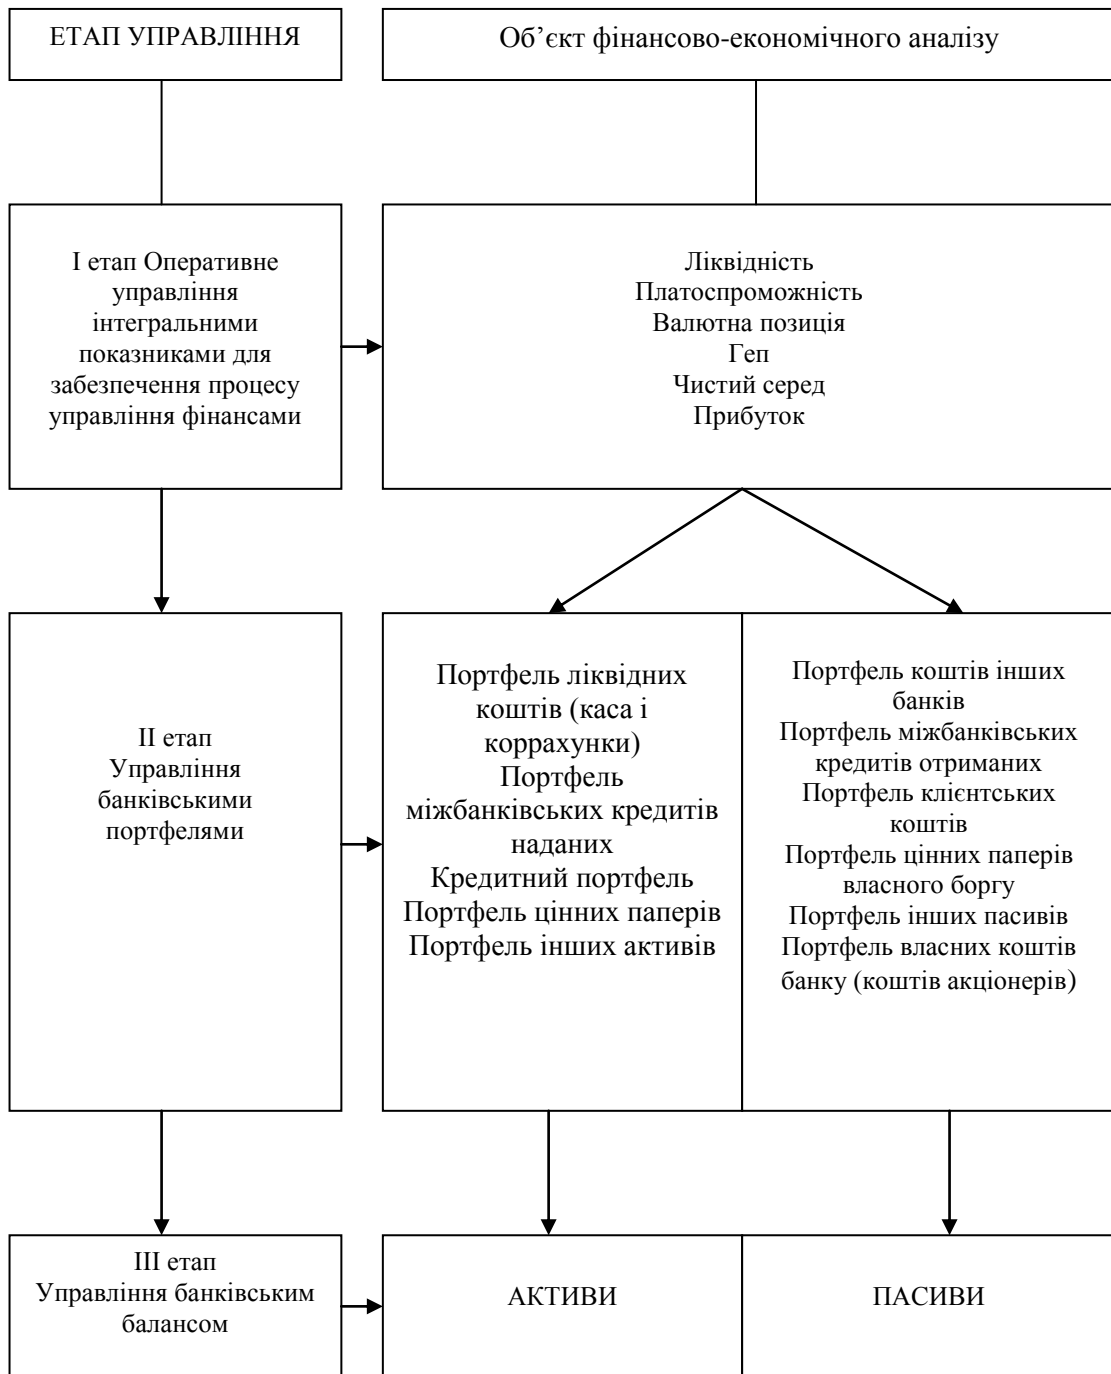 ЕТАП УПРАВЛІННЯ
Об’єкт фінансово-економічного аналізу
І етап Оперативне
управління
інтегральними
показниками для
забезпечення процесу
управління фінансами
Ліквідність
Платоспроможність
Валютна позиція
Геп
Чистий серед
Прибуток
ІІ етап
Управління
банківськими
портфелями
Портфель ліквідних
коштів (каса і
коррахунки)
Портфель
міжбанківських кредитів
наданих
Кредитний портфель
Портфель цінних паперів
Портфель інших активів
Портфель коштів інших
банків
Портфель міжбанківських
кредитів отриманих
Портфель клієнтських
коштів
Портфель цінних паперів
власного боргу
Портфель інших пасивів
Портфель власних коштів
банку (коштів акціонерів)
ІІІ етап
Управління банківським
балансом
АКТИВИ
ПАСИВИ